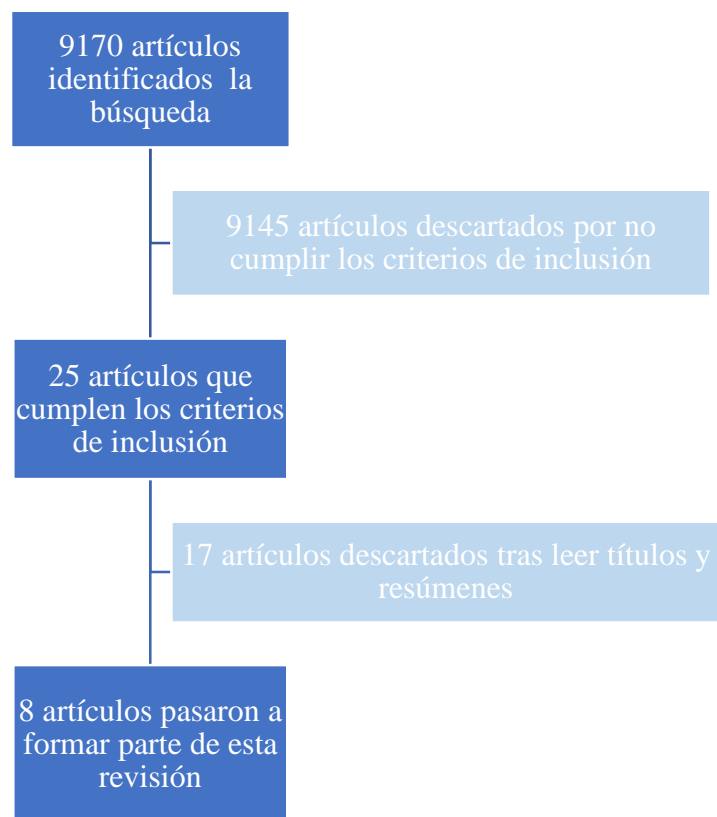 9170 artículos
identificados  la
búsqueda
9145 artículos descartados por no
cumplir los criterios de inclusión
25 artículos que
cumplen los criterios
de inclusión
17 artículos descartados tras leer títulos y
resúmenes
8 artículos pasaron a
formar parte de esta
revisión